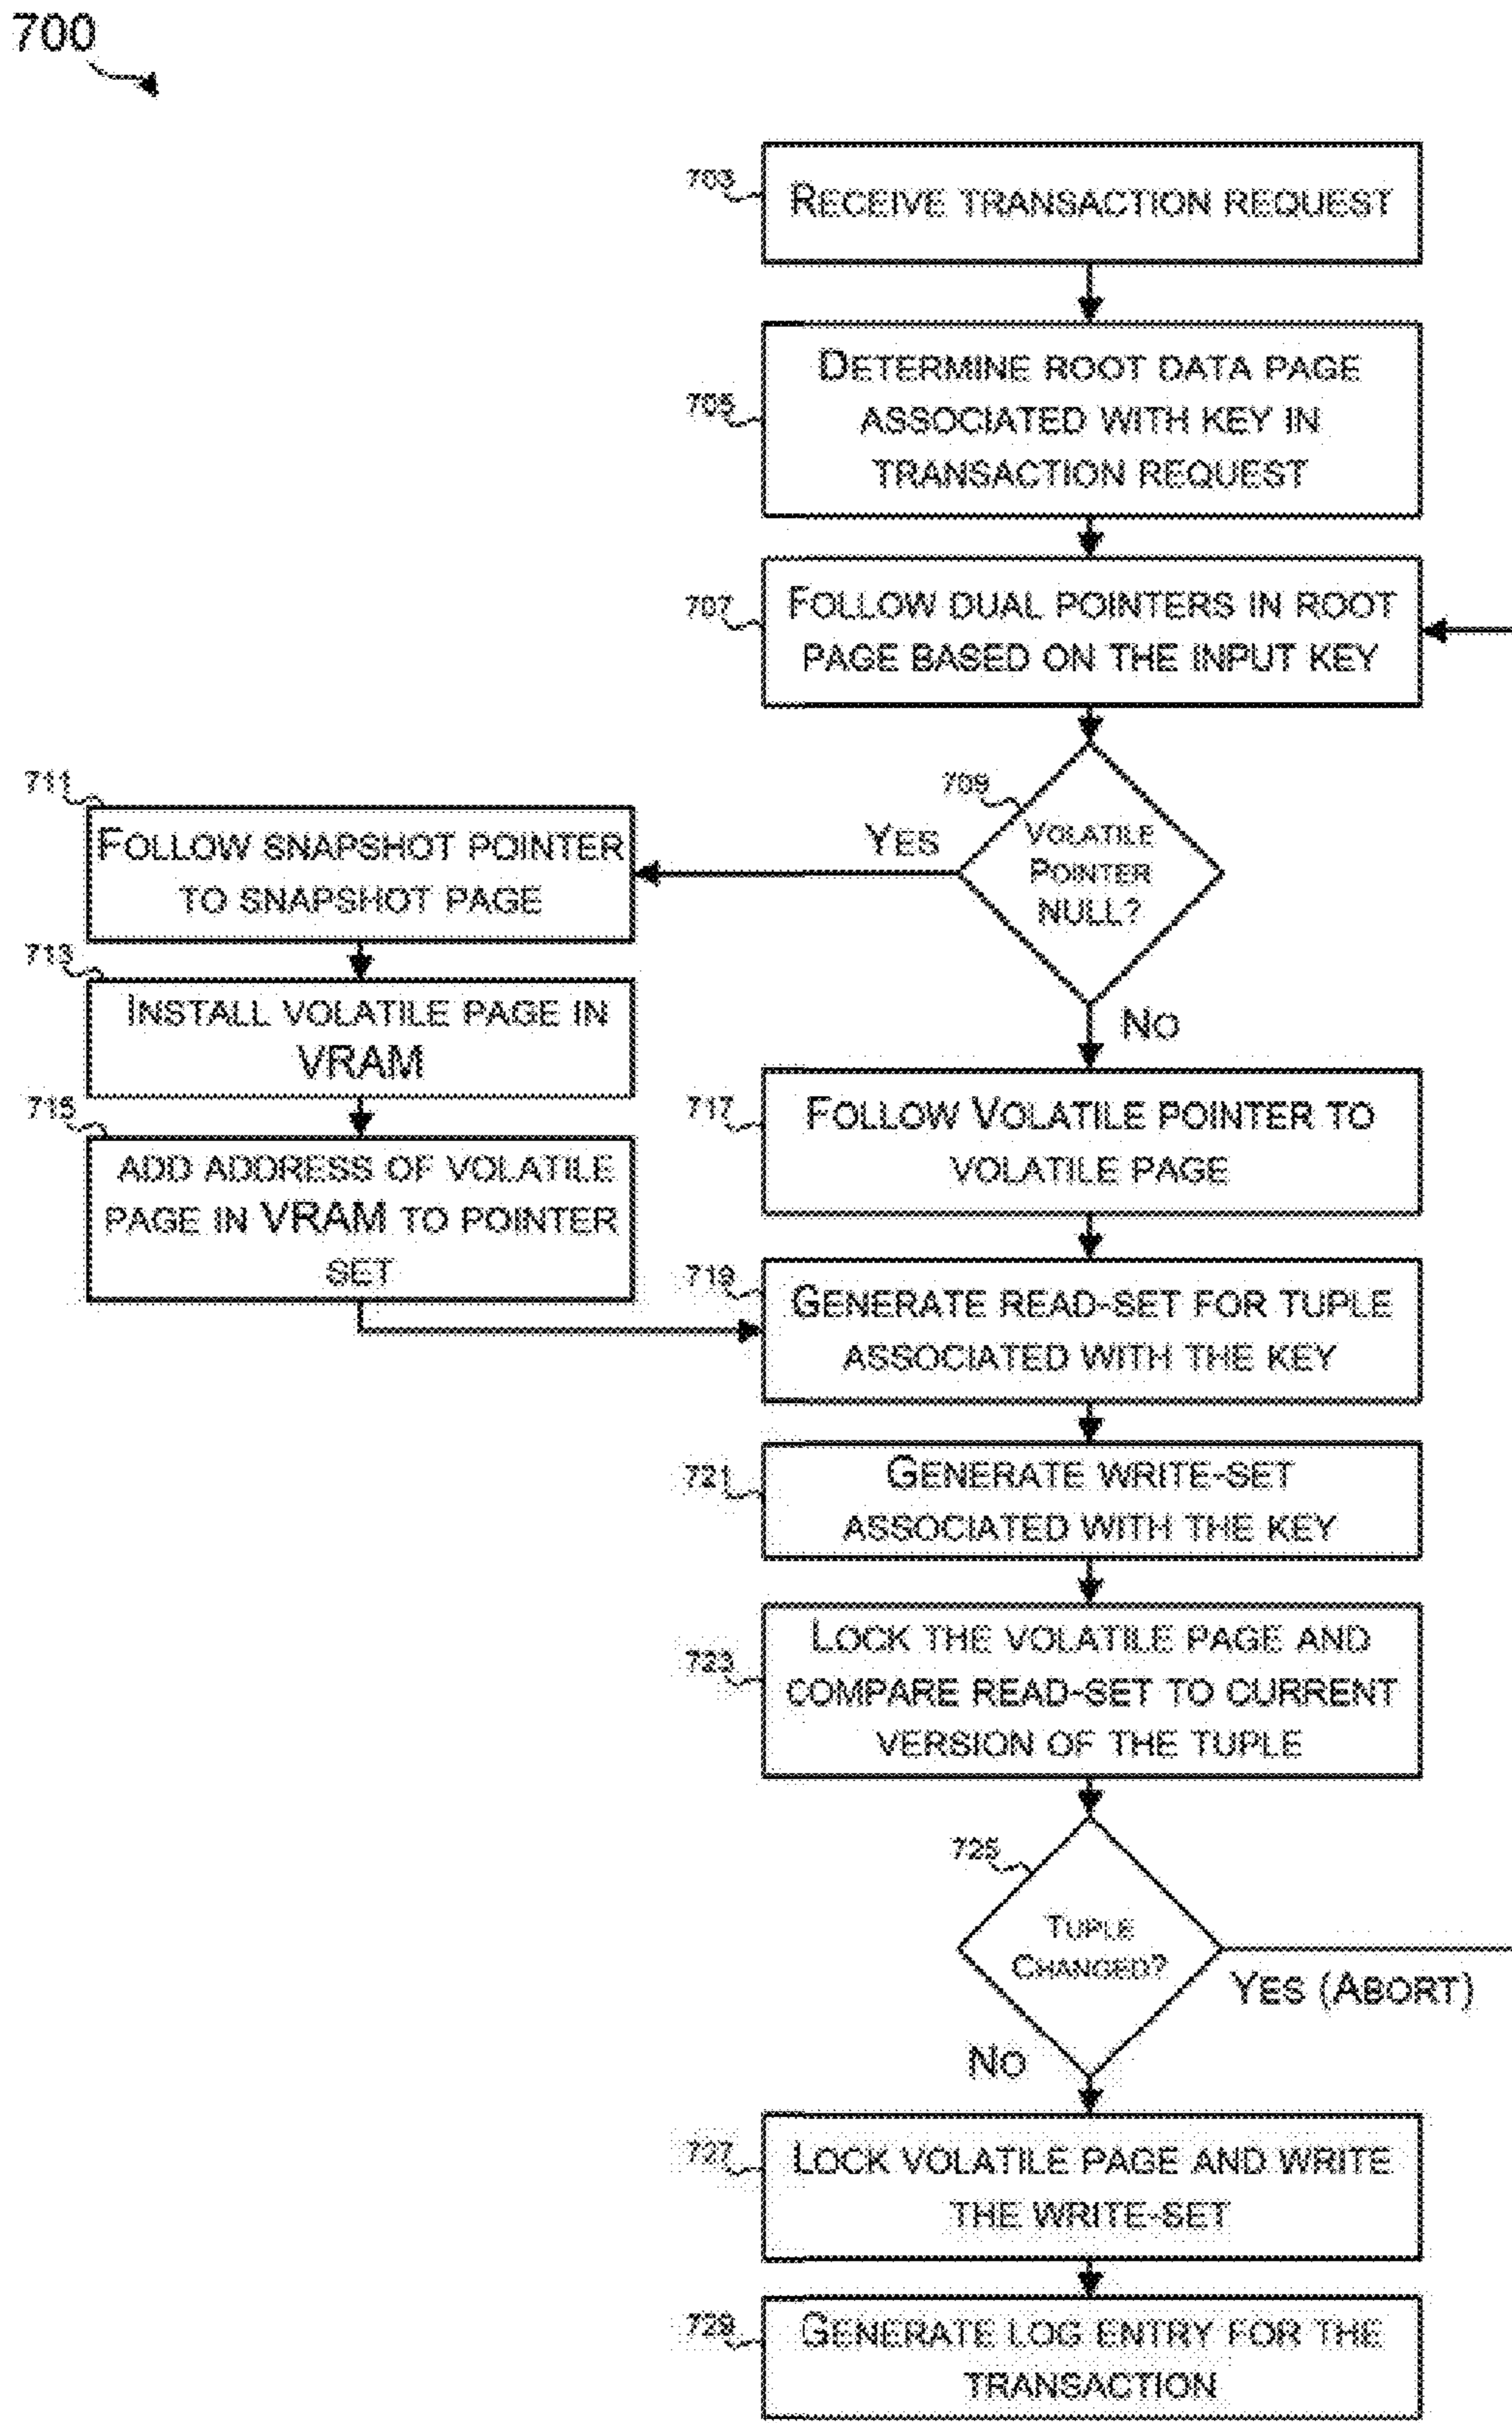 700
703
RECEIVE TRANSACTION REQUEST
705
DETERMINE ROOT DATA PAGE
ASSOCIATED WITH KEY IN
TRANSACTION REQUEST
707
FOLLOW DUAL POINTERS IN ROOT
PAGE BASED ON THE INPUT KEY
709
VOLATILE
POINTER
NULL?
YES
711
FOLLOW SNAPSHOT POINTER
TO SNAPSHOT PAGE
713
INSTALL VOLATILE PAGE IN
VRAM
715
ADD ADDRESS OF VOLATILE
PAGE IN VRAM TO POINTER
SET
NO
717
FOLLOW VOLATILE POINTER TO
VOLATILE PAGE
719
GENERATE READ-SET FOR TUPLE
ASSOCIATED WITH THE KEY
721
GENERATE WRITE-SET
ASSOCIATED WITH THE KEY
723
LOCK THE VOLATILE PAGE AND
COMPARE READ-SET TO CURRENT
VERSION OF THE TUPLE
725
TUPLE
CHANGED?
YES (ABORT)
NO
727
LOCK VOLATILE PAGE AND WRITE
THE WRITE-SET
729
GENERATE LOG ENTRY FOR THE
TRANSACTION